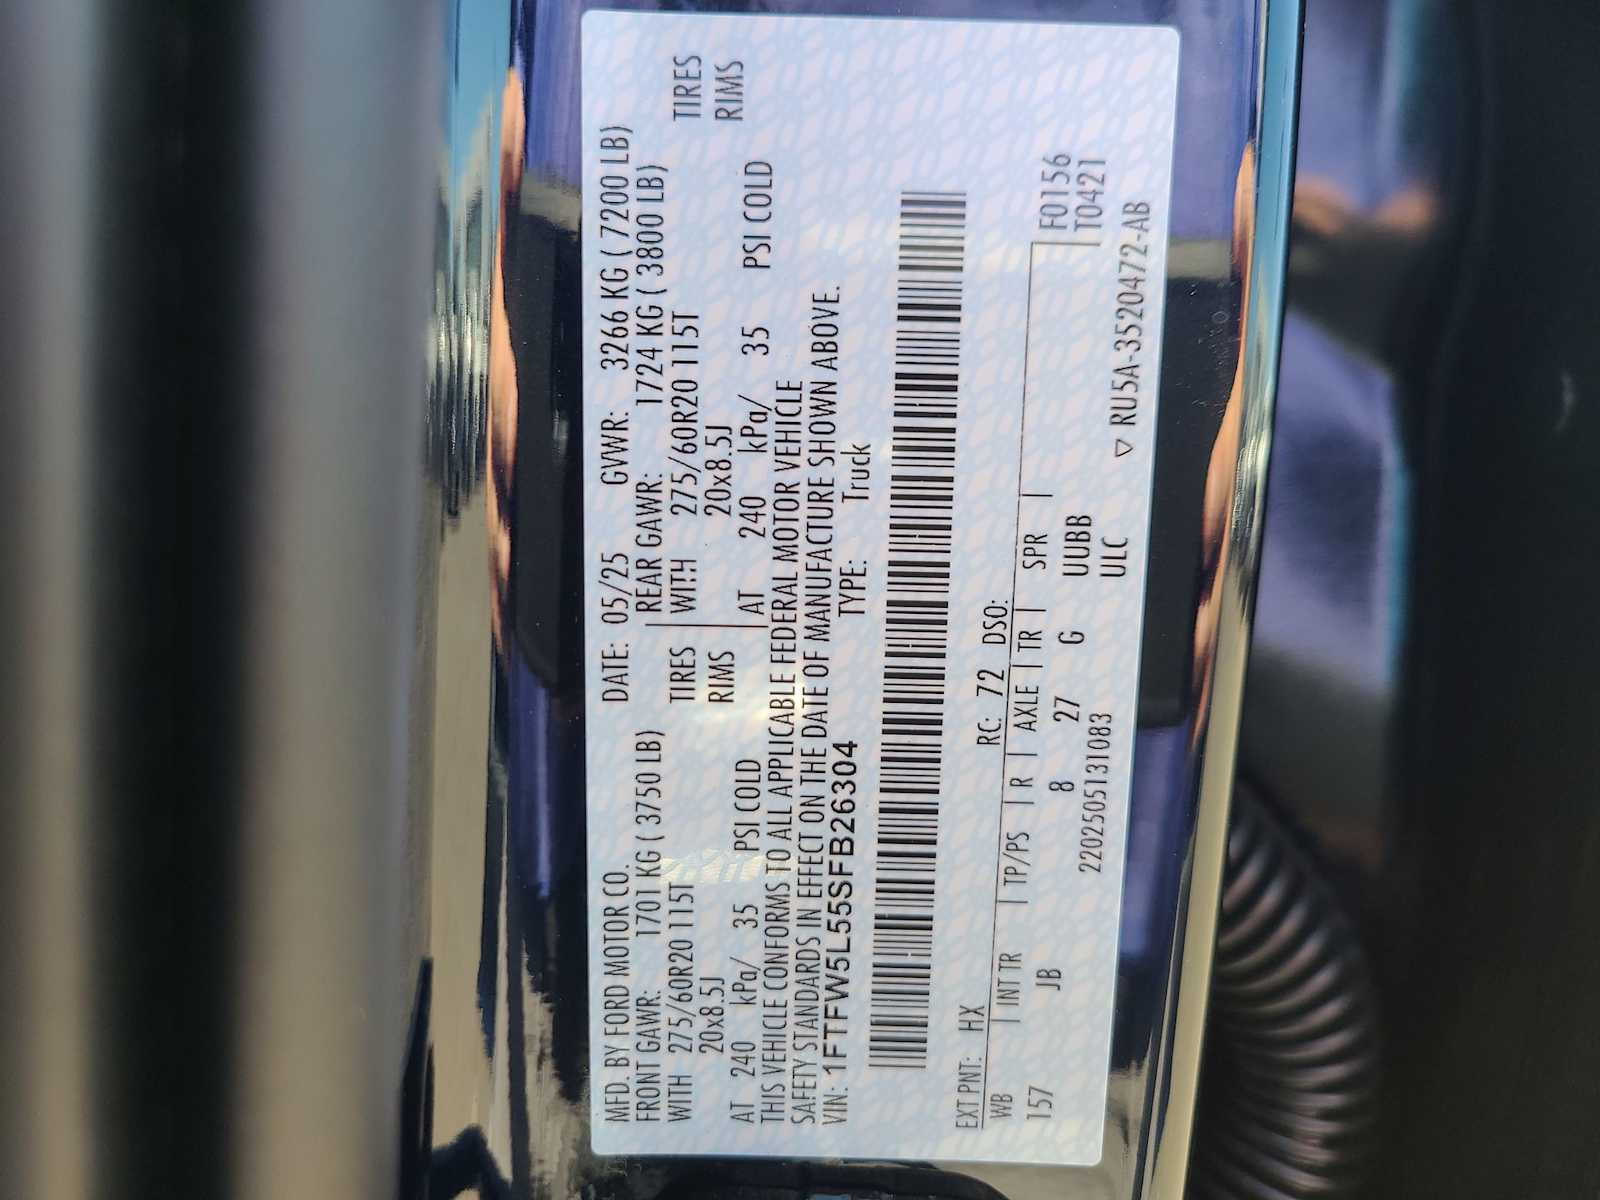 MFD. BY FORD MOTOR CO. DATE: 05/25 GVWR: 3266 KG ( 7200 LB)
FRONT GAWR: 1701 KG ( 3750 LB) REAR GAWR: 1724 KG ( 3800 LB)
WITH 275/60R20 115T TIRES WITH 275/60R20 115T TIRES
20x8.5J RIMS 20x8.5J RIMS
AT 240 kPa/ 35 PSI COLD AT 240 kPa/ 35 PSI COLD
THIS VEHICLE CONFORMS TO ALL APPLICABLE FEDERAL MOTOR VEHICLE
SAFETY STANDARDS IN EFFECT ON THE DATE OF MANUFACTURE SHOWN ABOVE.
VIN: 1FTFW5L55SFB26304 TYPE: Truck
EXT PNT: HX RC: 72 DSO:
WB | INT TR | TP/PS | R | AXLE | TR | SPR | F0156
157 JB 8 27 G UUBB T0421
2202505131083 ULC ▽ RU5A-3520472-AB